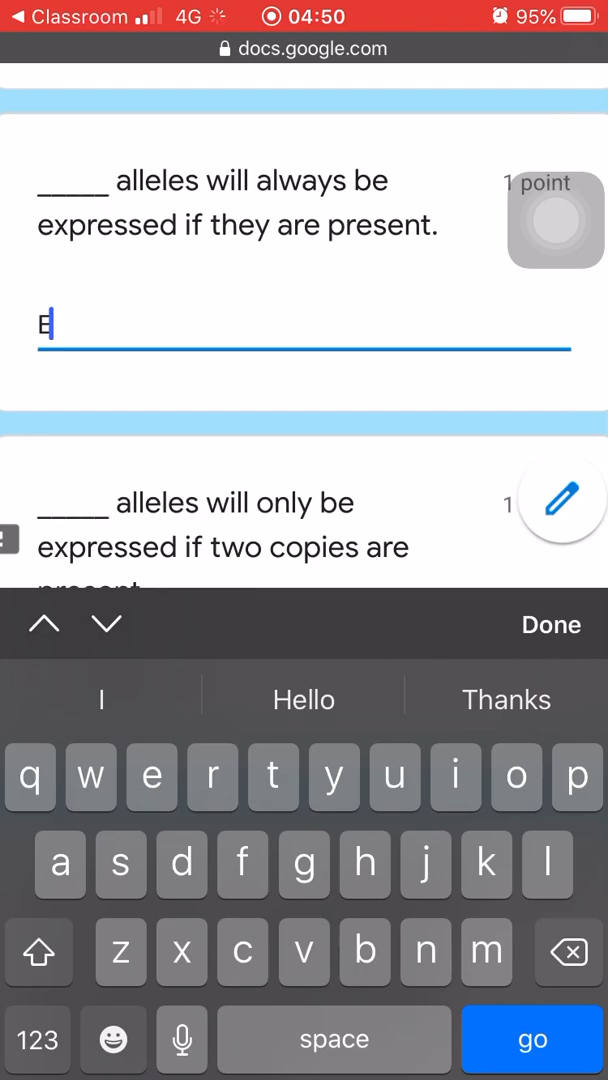 ◀ Classroom 4G 04:50 95%
docs.google.com
_____ alleles will always be 1 point
expressed if they are present.
E
_____ alleles will only be 1
expressed if two copies are
present
Done
I Hello Thanks
q w e r t y u i o p
a s d f g h j k l
z x c v b n m
123 space go